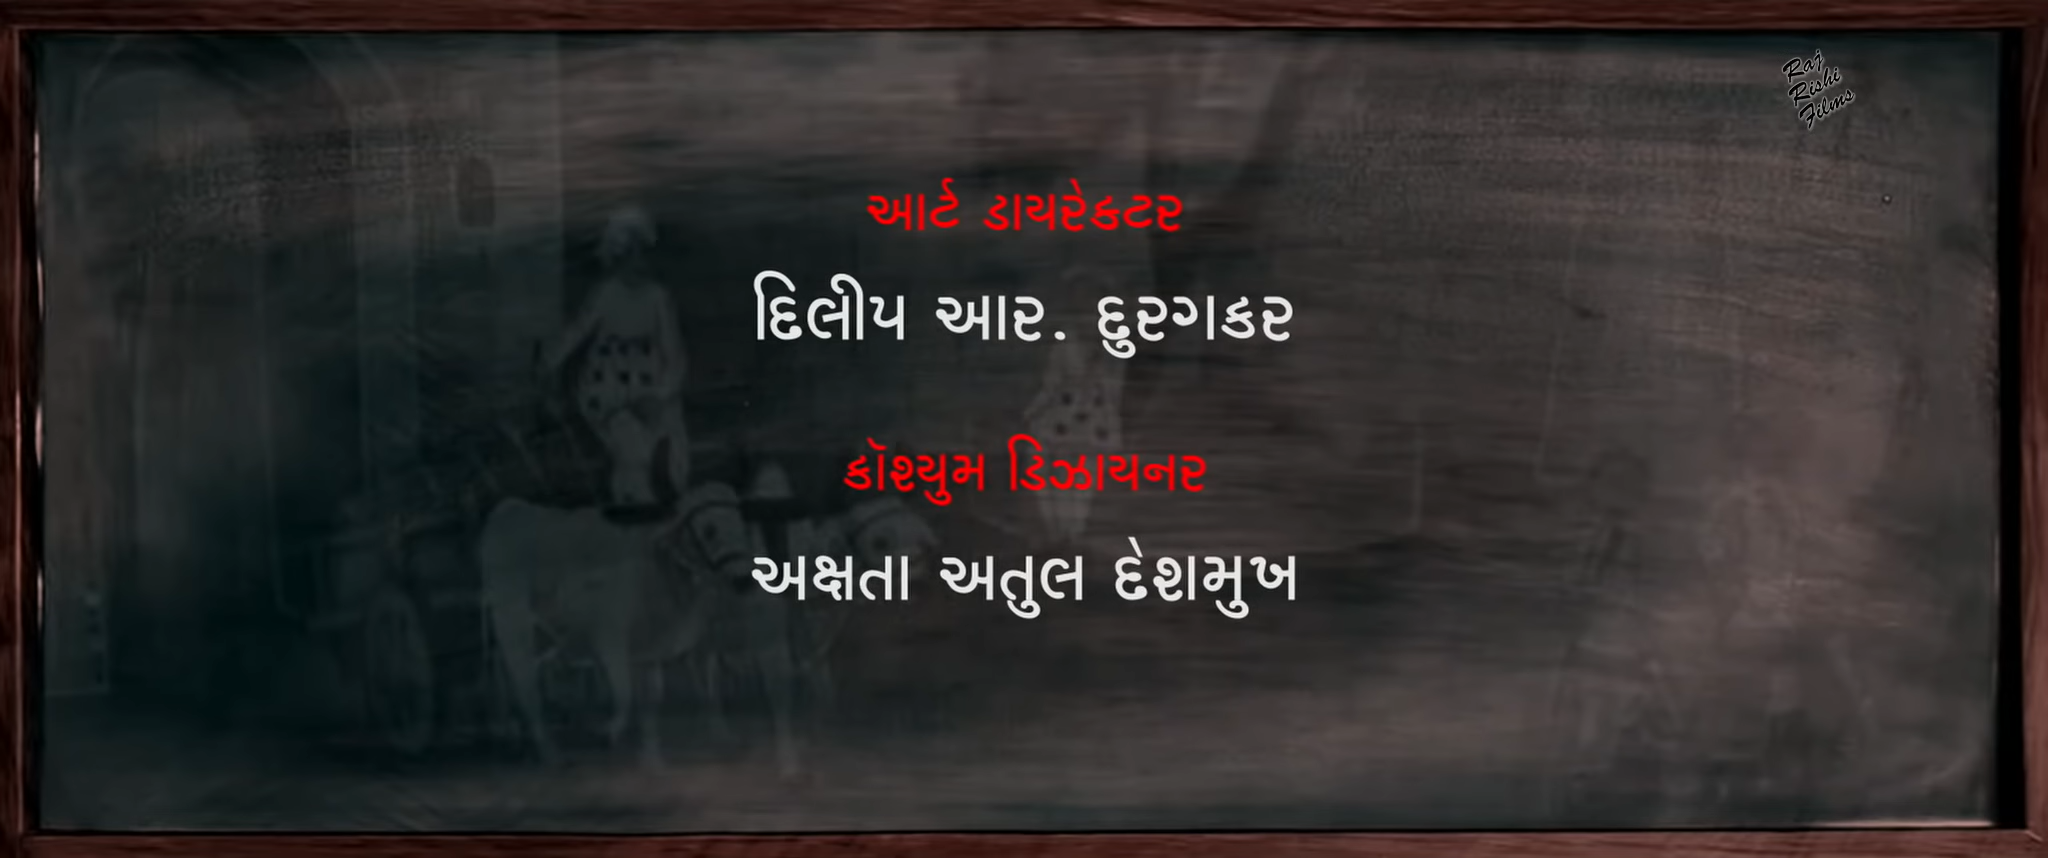 Raj
Rishi
Films
આર્ટ ડાયરેક્ટર
દિલીપ આર. દુરગકર
કૉશ્યુમ ડિઝાયનર
અક્ષતા અતુલ દેશમુખ